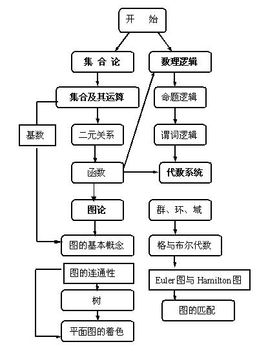 开 始
集 合 论 数理逻辑
集合及其运算 命题逻辑
基数 二元关系 谓词逻辑
函数 代数系统
图论 群、环、域
图的基本概念 格与布尔代数
图的连通性 Euler图与Hamilton图
树 图的匹配
平面图的着色